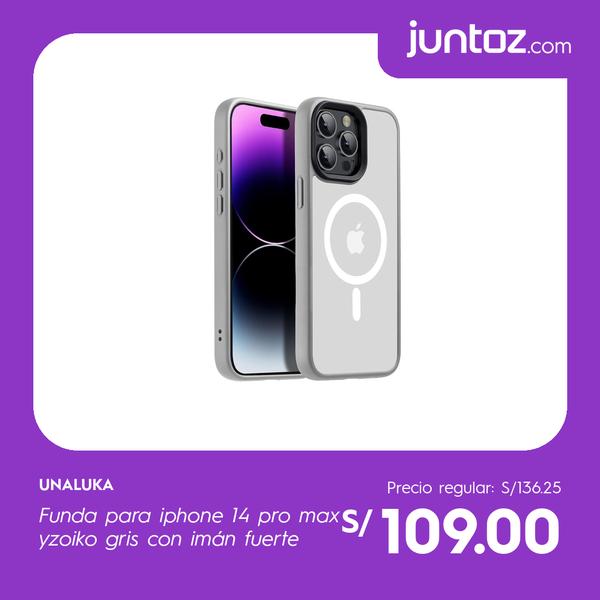 juntoz.com
UNALUKA
Funda para iphone 14 pro max
yzoiko gris con imán fuerte
Precio regular: S/136.25
S/ 109.00